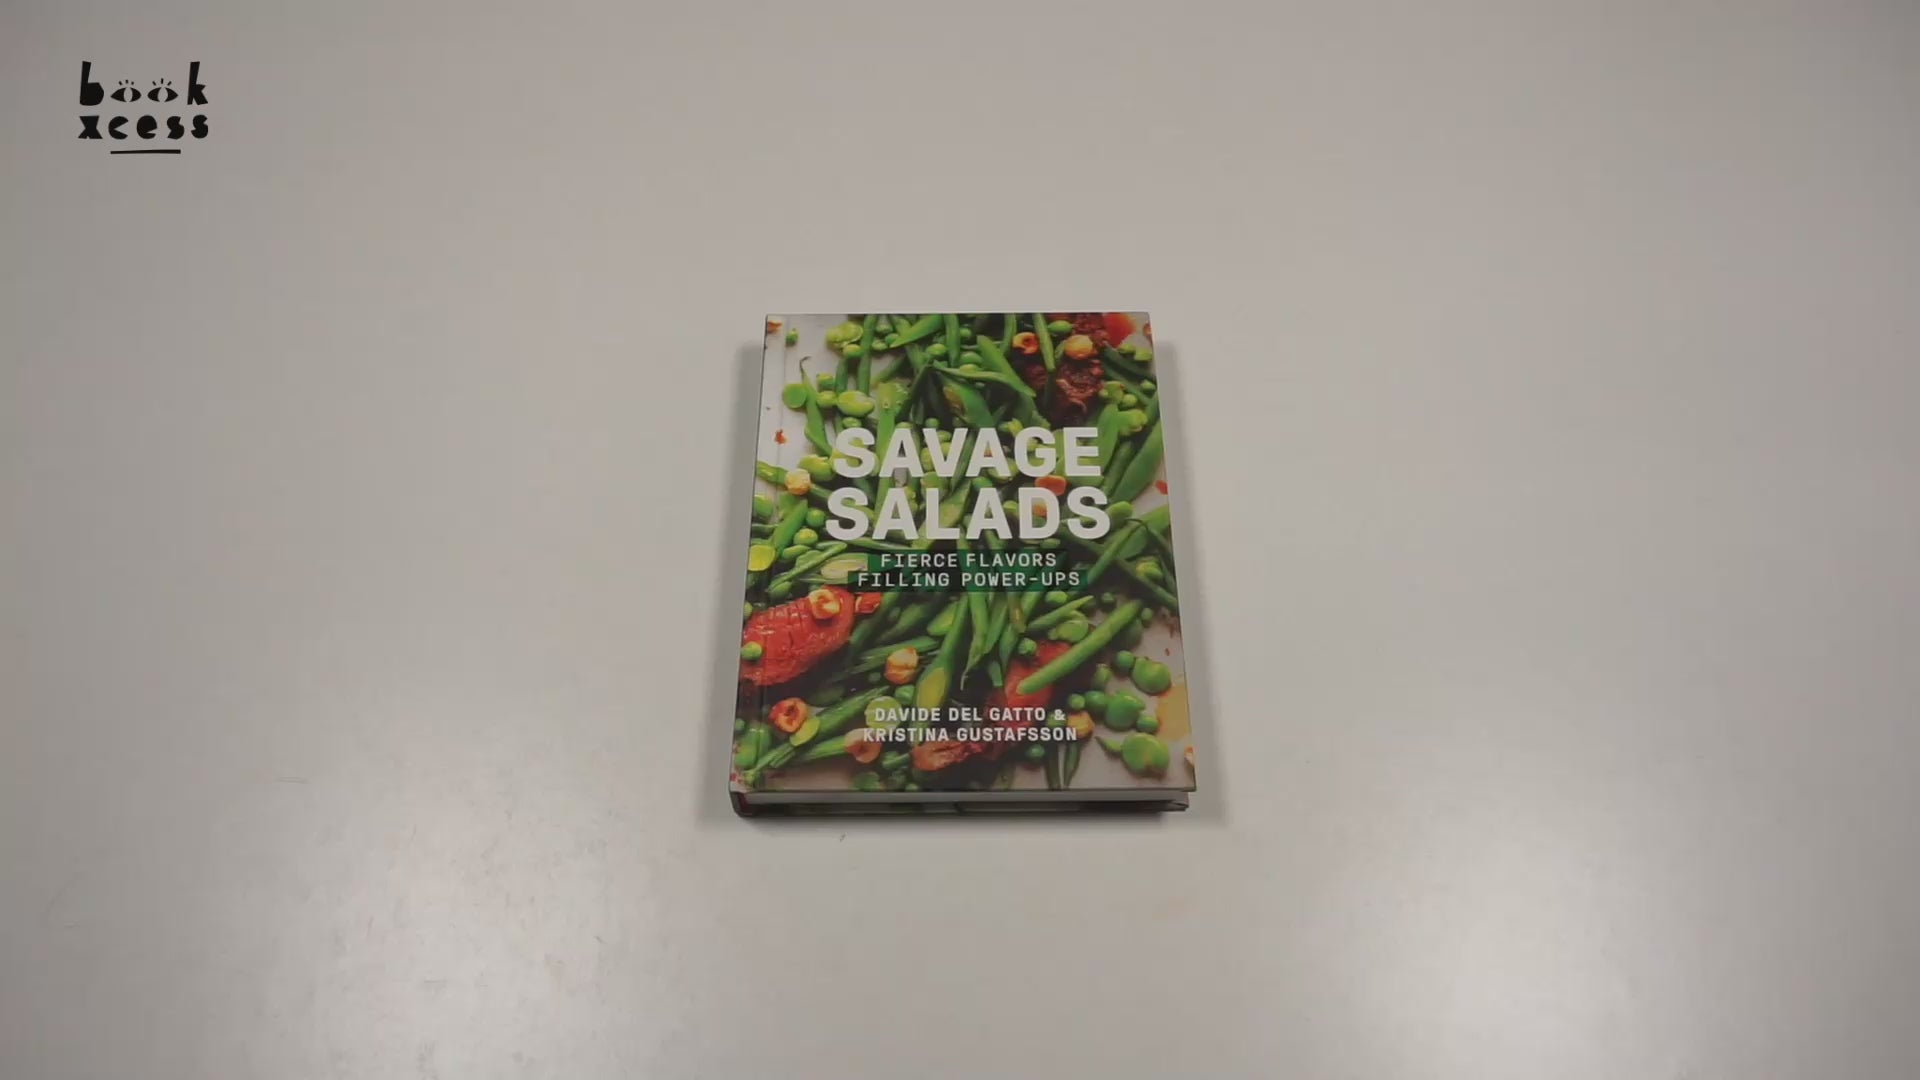 book
xcess
SAVAGE
SALADS
FIERCE FLAVORS
FILLING POWER-UPS
DAVIDE DEL GATTO &
KRISTINA GUSTAFSSON